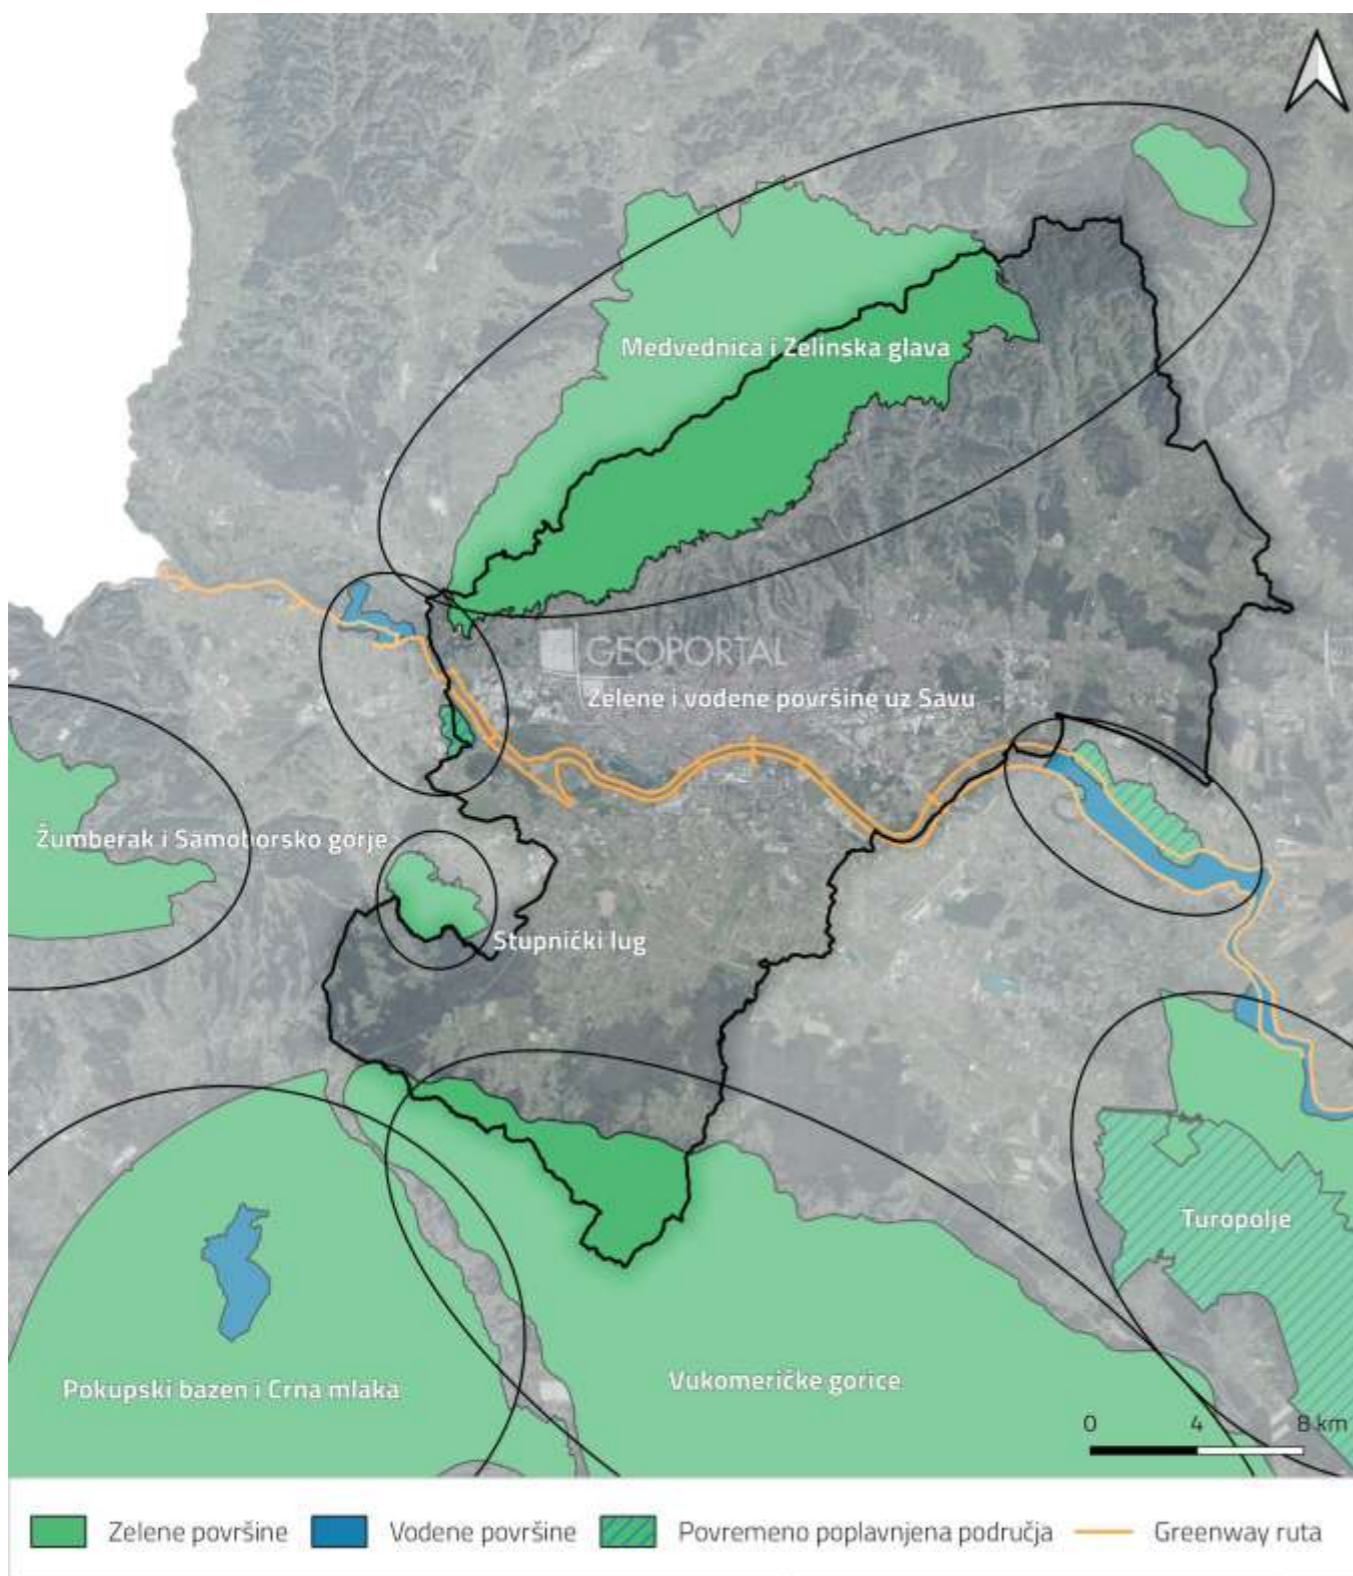 Medvednica i Zelinska glava
GEOPORTAL
Zelene i vodene površine uz Savu
Žumberak i Samoborsko gorje
Stupnički lug
Turopolje
Pokupski bazen i Crna mlaka
Vukomeričke gorice
0 4 8 km
Zelene površine Vodene površine Povremeno poplavnjena područja Greenway ruta